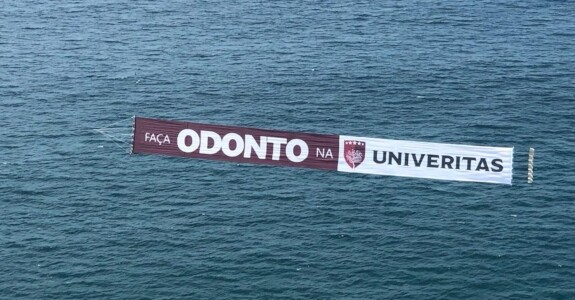 FAÇA ODONTO NA UNIVERITAS